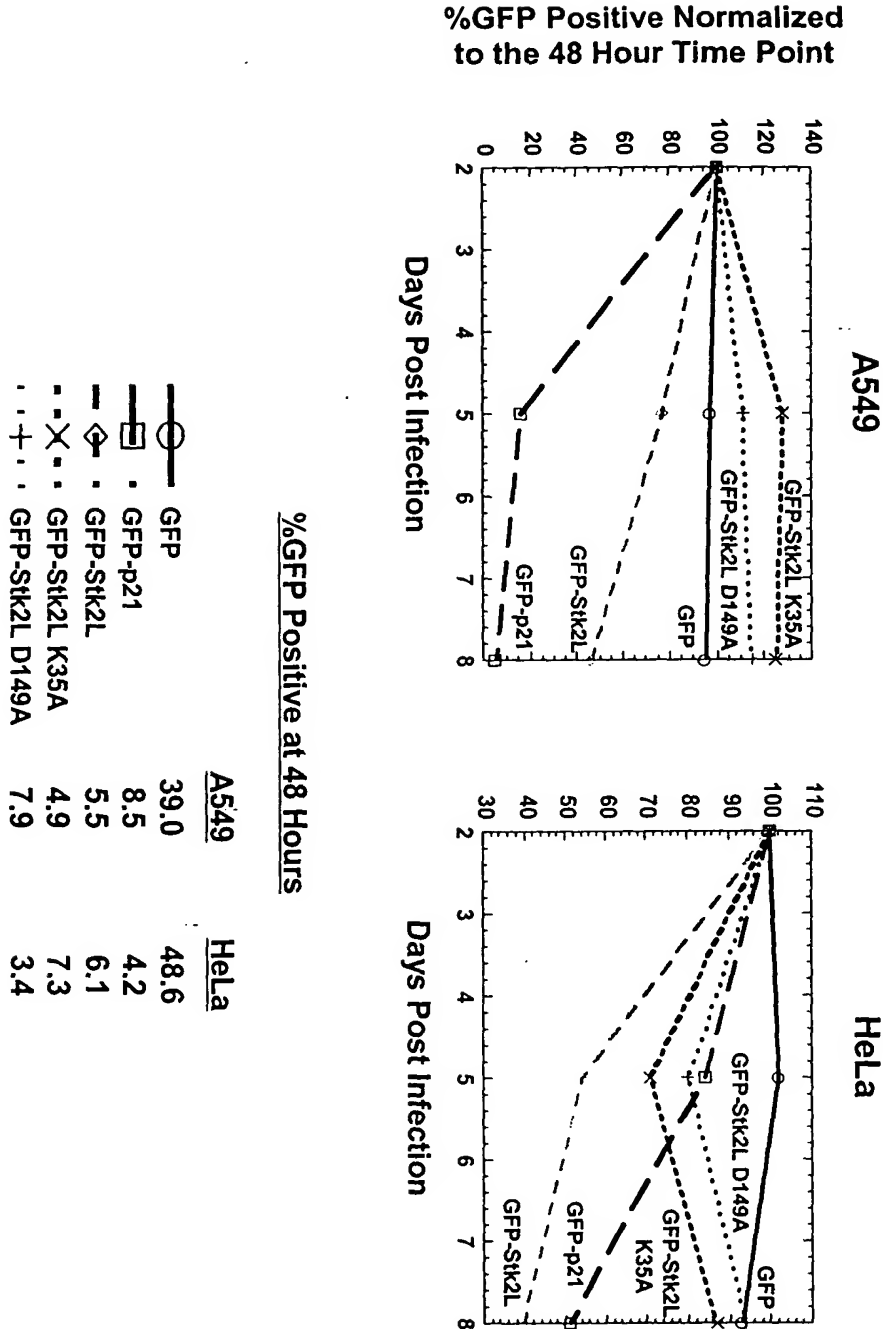 %GFP Positive Normalized
to the 48 Hour Time Point
A549
140
120
100
80
60
40
20
0
2
3
4
5
6
7
8
GFP-Stk2L K35A
GFP-Stk2L D149A
GFP
GFP-Stk2L
GFP-p21
Days Post Infection
HeLa
110
100
90
80
70
60
50
40
30
2
3
4
5
6
7
8
GFP
GFP-Stk2L D149A
GFP-Stk2L
K35A
GFP-p21
GFP-Stk2L
Days Post Infection
%GFP Positive at 48 Hours
A549 HeLa
GFP 39.0 48.6
GFP-p21 8.5 4.2
GFP-Stk2L 5.5 6.1
GFP-Stk2L K35A 4.9 7.3
GFP-Stk2L D149A 7.9 3.4